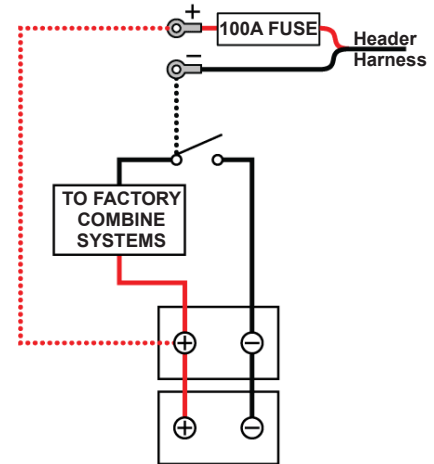 +
100A FUSE
Header
Harness
−
TO FACTORY
COMBINE
SYSTEMS
+ −
+ −